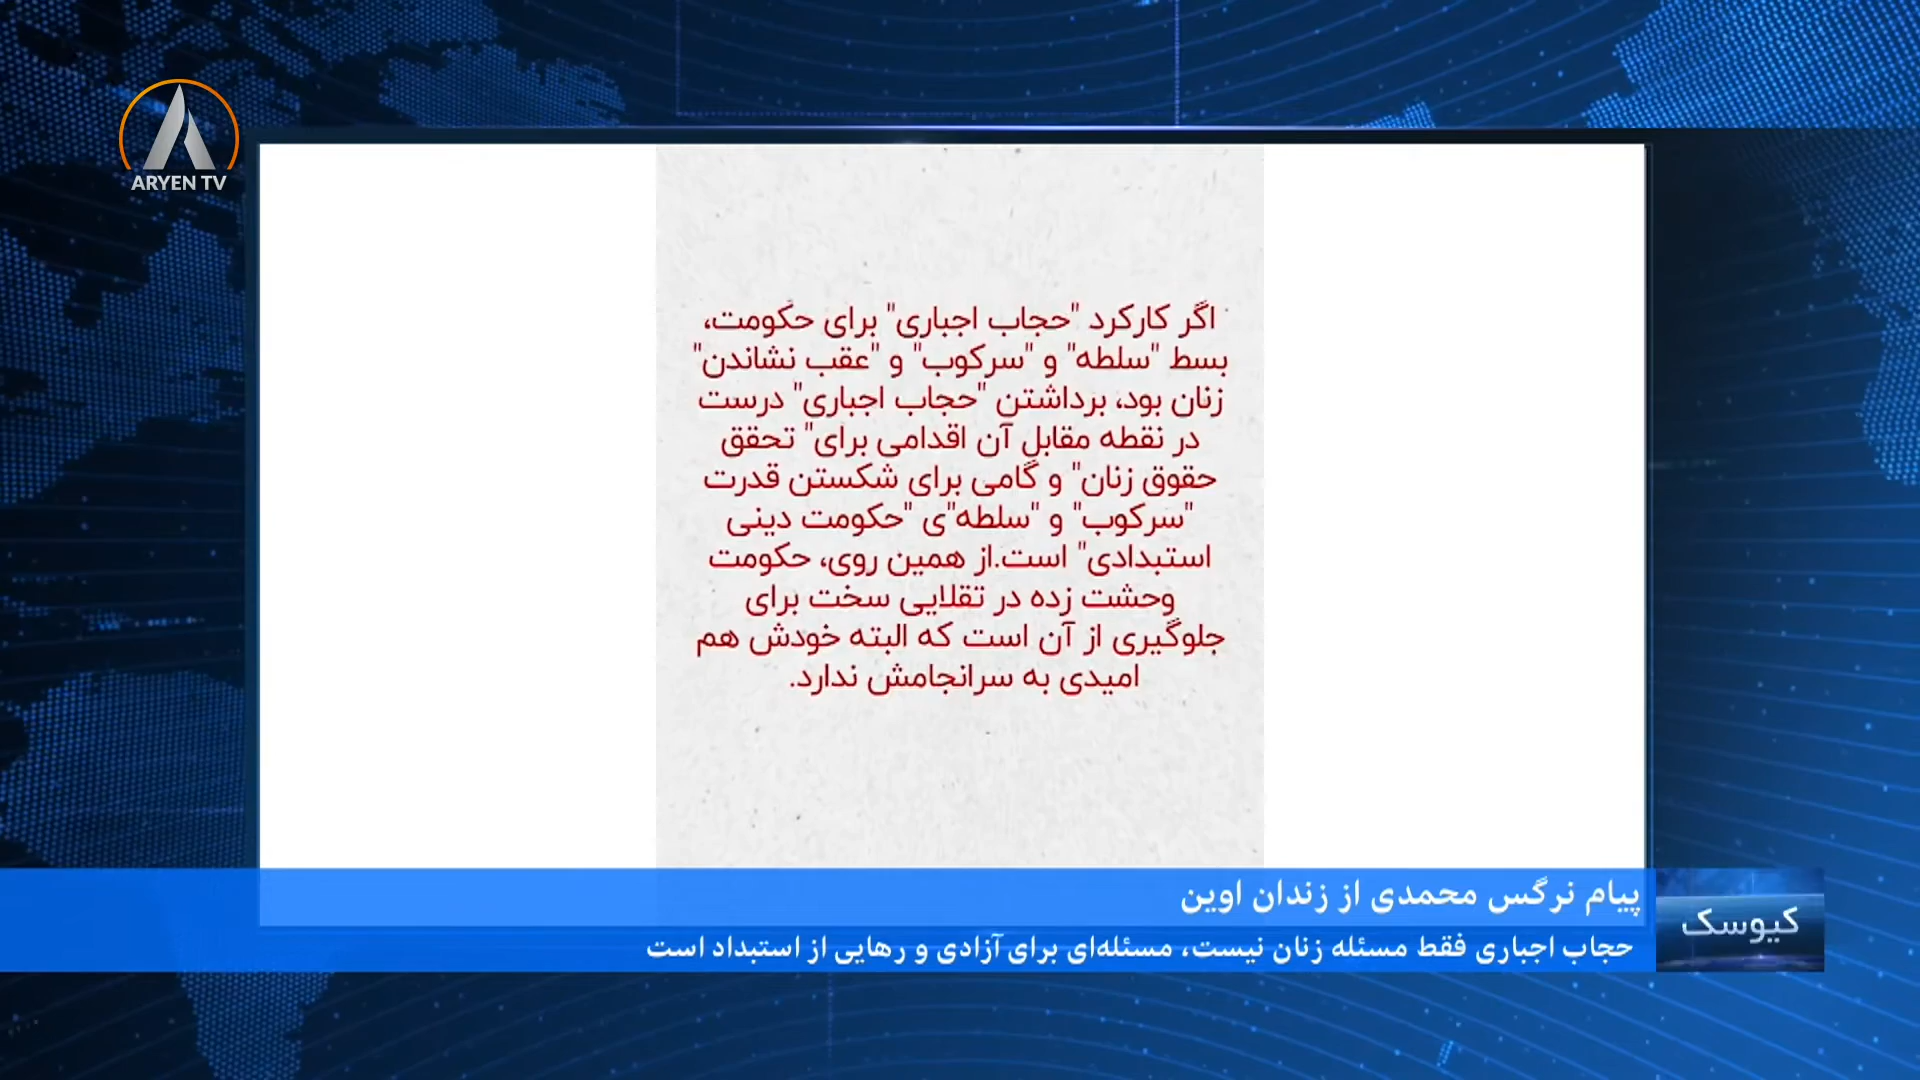 ARYEN TV
اگر کارکرد "حجاب اجباری" برای حکومت،
بسط "سلطه" و "سرکوب" و "عقب نشاندن"
زنان بود، برداشتنِ "حجاب اجباری" درست
در نقطه مقابلِ آن اقدامی برای" تحقق
حقوق زنان" و گامی برای شکستن قدرت
"سرکوب" و "سلطه"ی "حکومت دینی
استبدادی" است.از همین روی، حکومت
وحشت زده در تقلایی سخت برای
جلوگیری از آن است که البته خودش هم
امیدی به سرانجامش ندارد.
پیام نرگس محمدی از زندان اوین
حجاب اجباری فقط مسئله زنان نیست، مسئله‌ای برای آزادی و رهایی از استبداد است
کیوسک